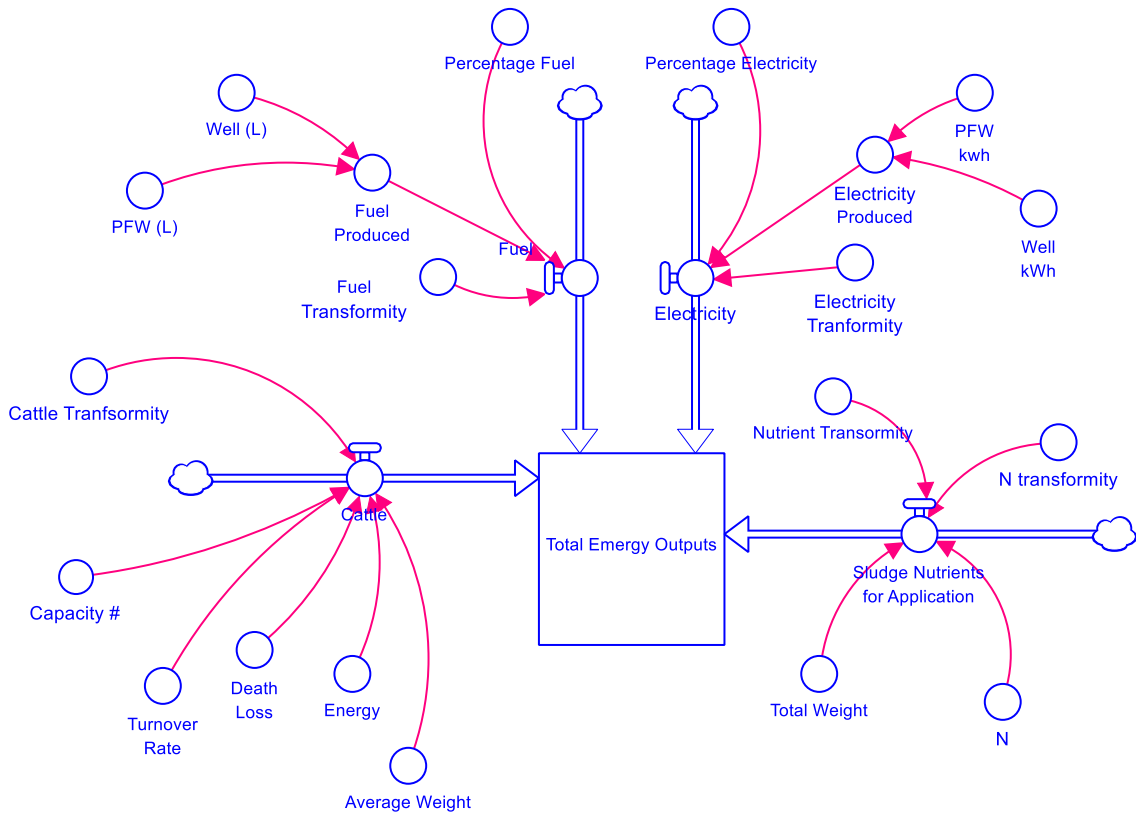 Percentage Fuel
Percentage Electricity
Well (L)
PFW
kwh
PFW (L)
Fuel
Produced
Electricity
Produced
Well
kWh
Fuel
Fuel
Transformity
Electricity
Electricity
Tranformity
Cattle Tranfsormity
Nutrient Transormity
N transformity
Cattle
Total Emergy Outputs
Sludge Nutrients
for Application
Capacity #
Death
Loss
Energy
Turnover
Rate
Total Weight
N
Average Weight